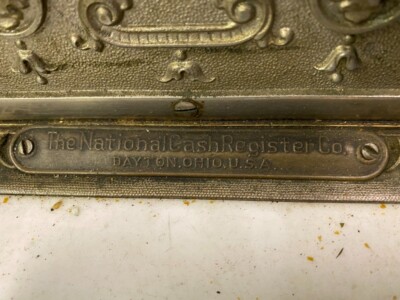 The National Cash Register Co.
DAYTON, OHIO, U.S.A.